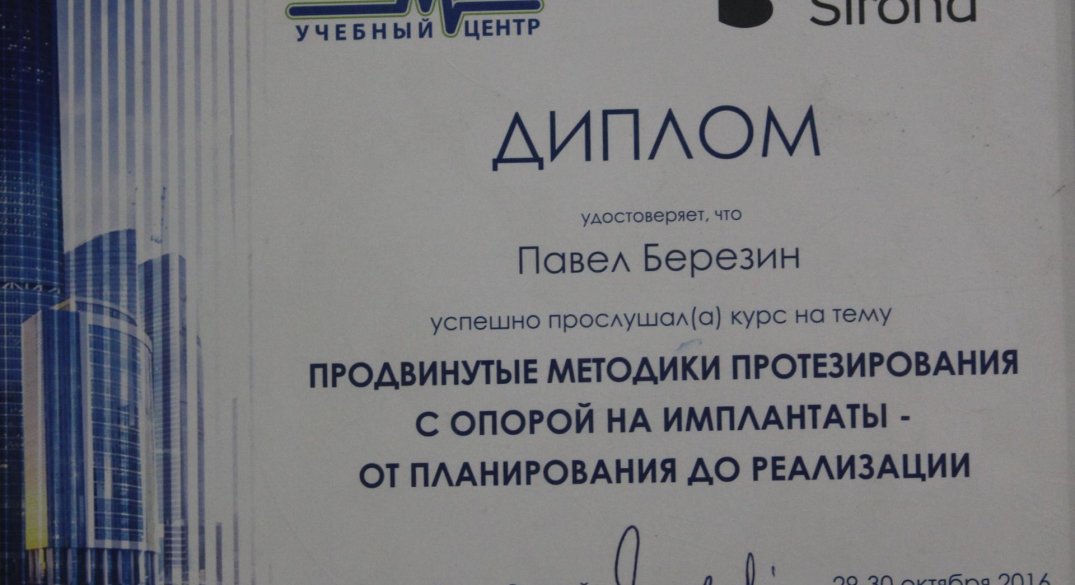 УЧЕБНЫЙ ЦЕНТР
Sirona
ДИПЛОМ
удостоверяет, что
Павел Березин
успешно прослушал(а) курс на тему
ПРОДВИНУТЫЕ МЕТОДИКИ ПРОТЕЗИРОВАНИЯ
С ОПОРОЙ НА ИМПЛАНТАТЫ -
ОТ ПЛАНИРОВАНИЯ ДО РЕАЛИЗАЦИИ
29-30 октября 2016